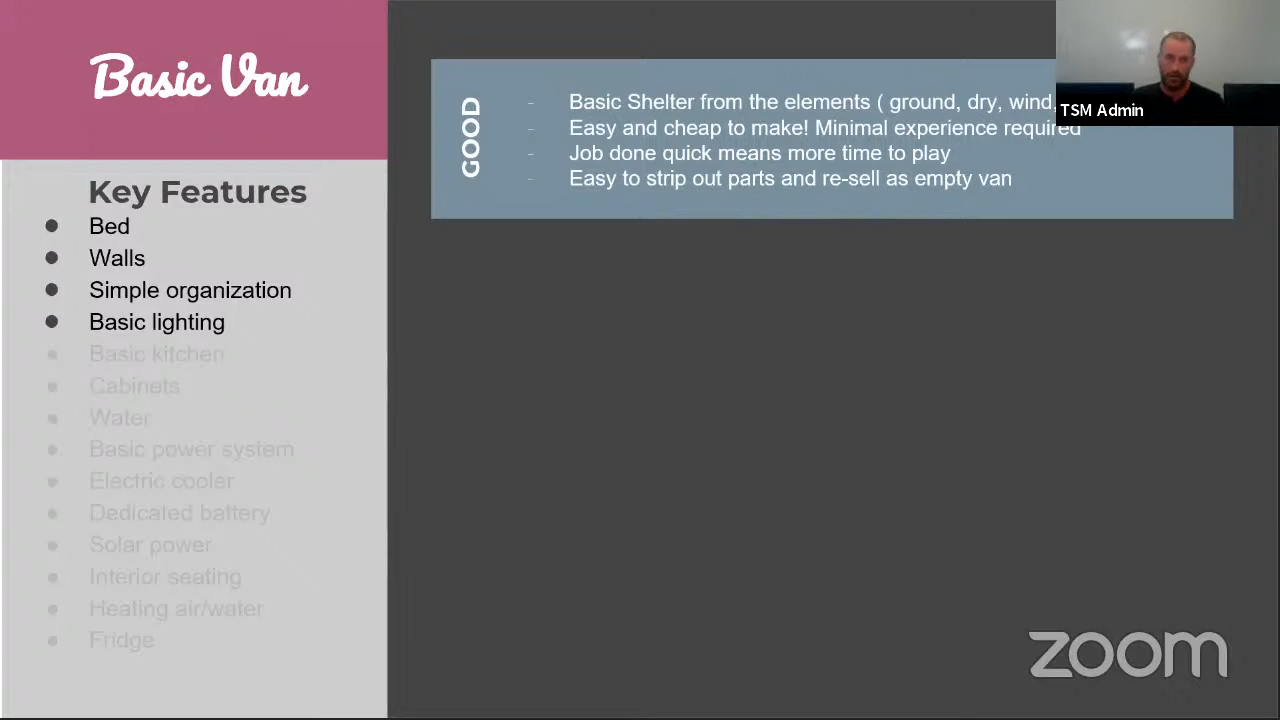 Basic Van
Key Features
Bed
Walls
Simple organization
Basic lighting
Basic kitchen
Cabinets
Water
Basic power system
Electric cooler
Dedicated battery
Solar power
Interior seating
Heating air/water
Fridge
GOOD
- Basic Shelter from the elements ( ground, dry, wind,
- Easy and cheap to make! Minimal experience required
- Job done quick means more time to play
- Easy to strip out parts and re-sell as empty van
TSM Admin
zoom